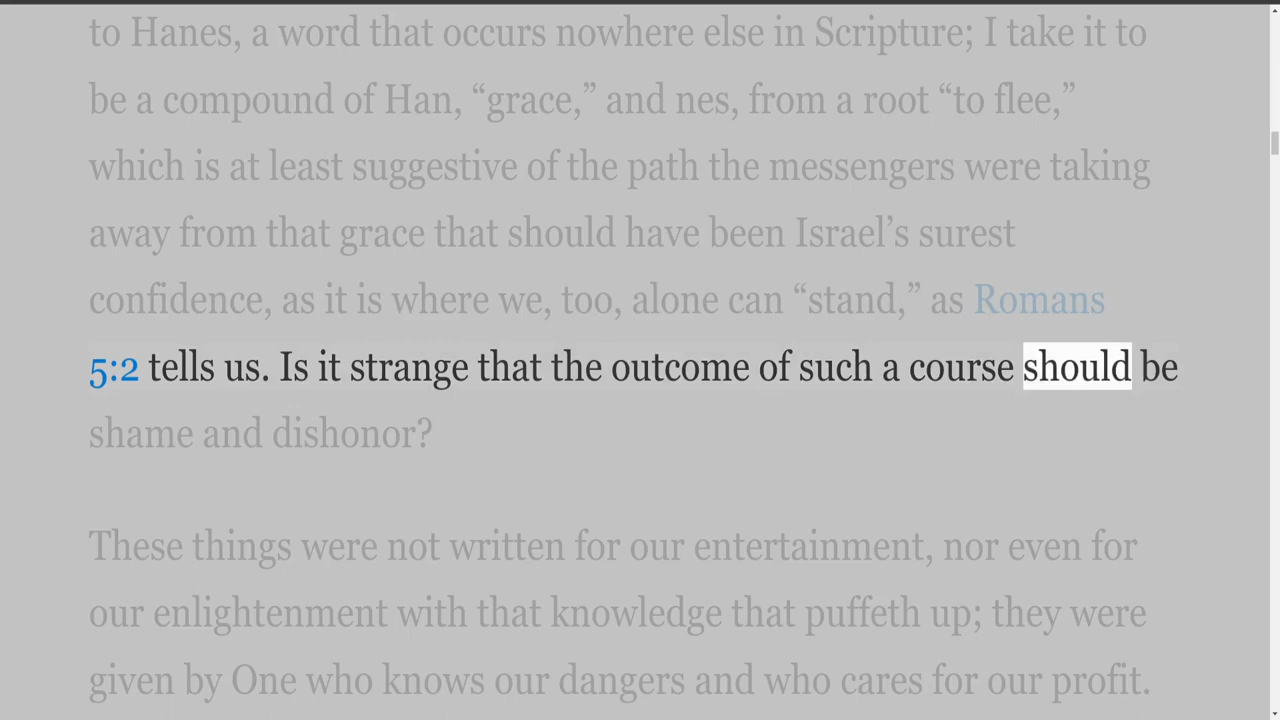 to Hanes, a word that occurs nowhere else in Scripture; I take it to
be a compound of Han, “grace,” and nes, from a root “to flee,”
which is at least suggestive of the path the messengers were taking
away from that grace that should have been Israel’s surest
confidence, as it is where we, too, alone can “stand,” as Romans
5:2 tells us. Is it strange that the outcome of such a course should be
shame and dishonor?
These things were not written for our entertainment, nor even for
our enlightenment with that knowledge that puffeth up; they were
given by One who knows our dangers and who cares for our profit.